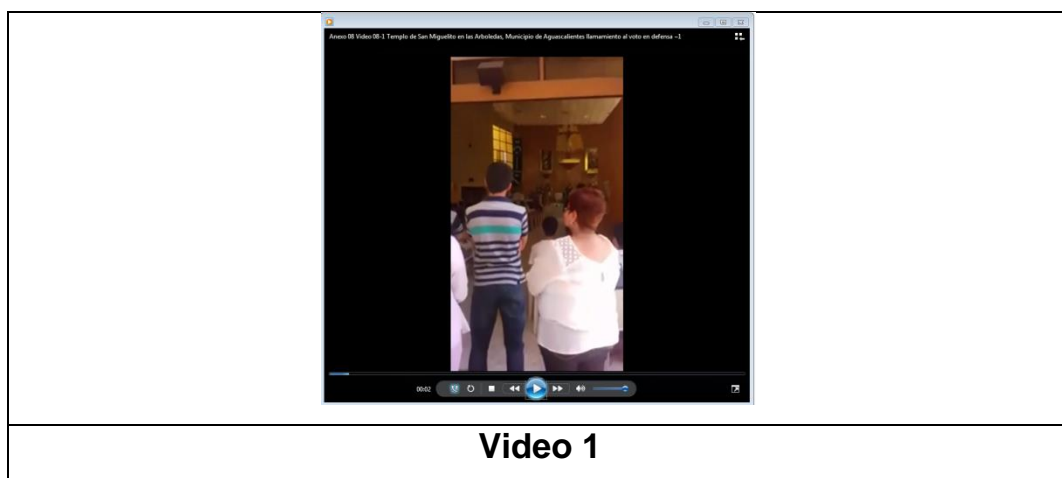 Anexo 08 Video 08-1 Templo de San Miguelito en las Arboledas, Municipio de Aguascalientes llamamiento al voto en defensa ~1
00:02
Video 1